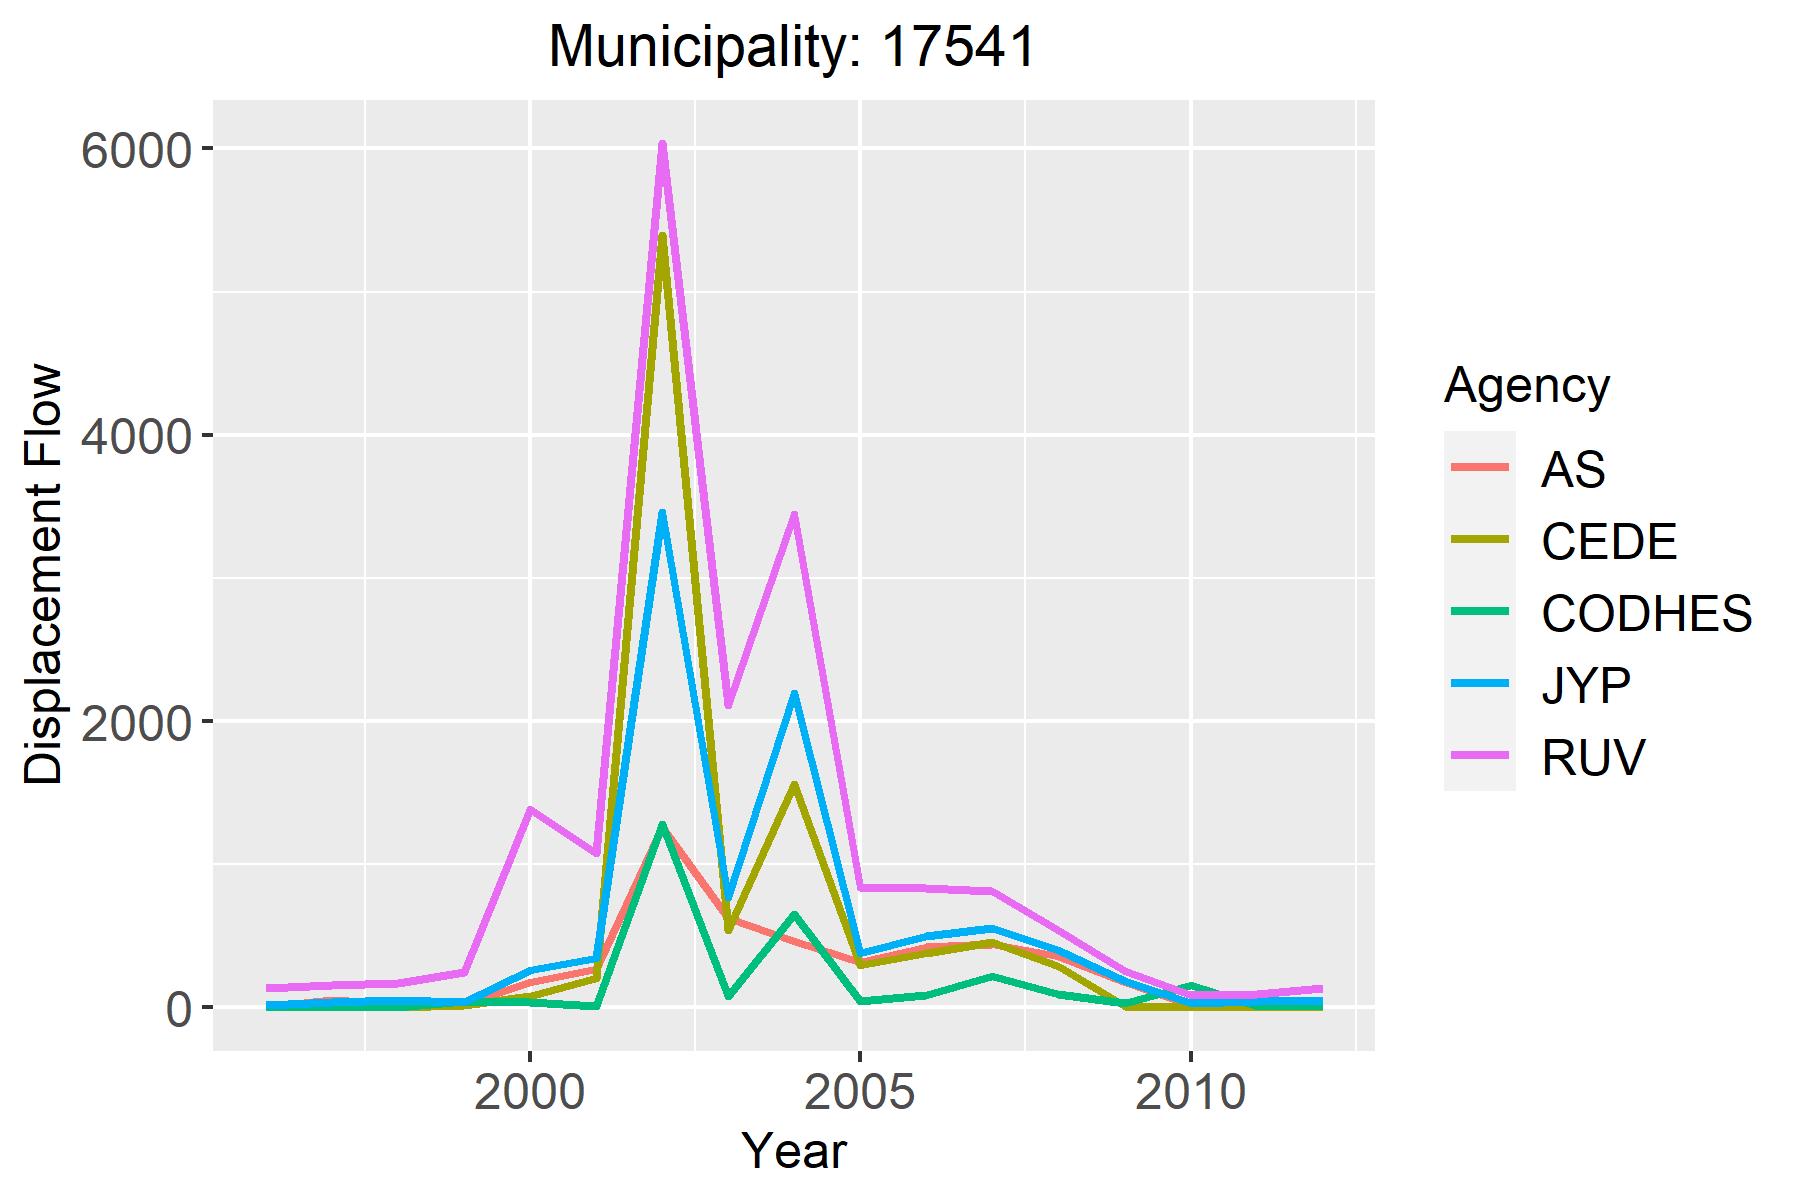 Municipality: 17541
6000
4000
2000
0
Displacement Flow
2000
2005
2010
Year
Agency
AS
CEDE
CODHES
JYP
RUV